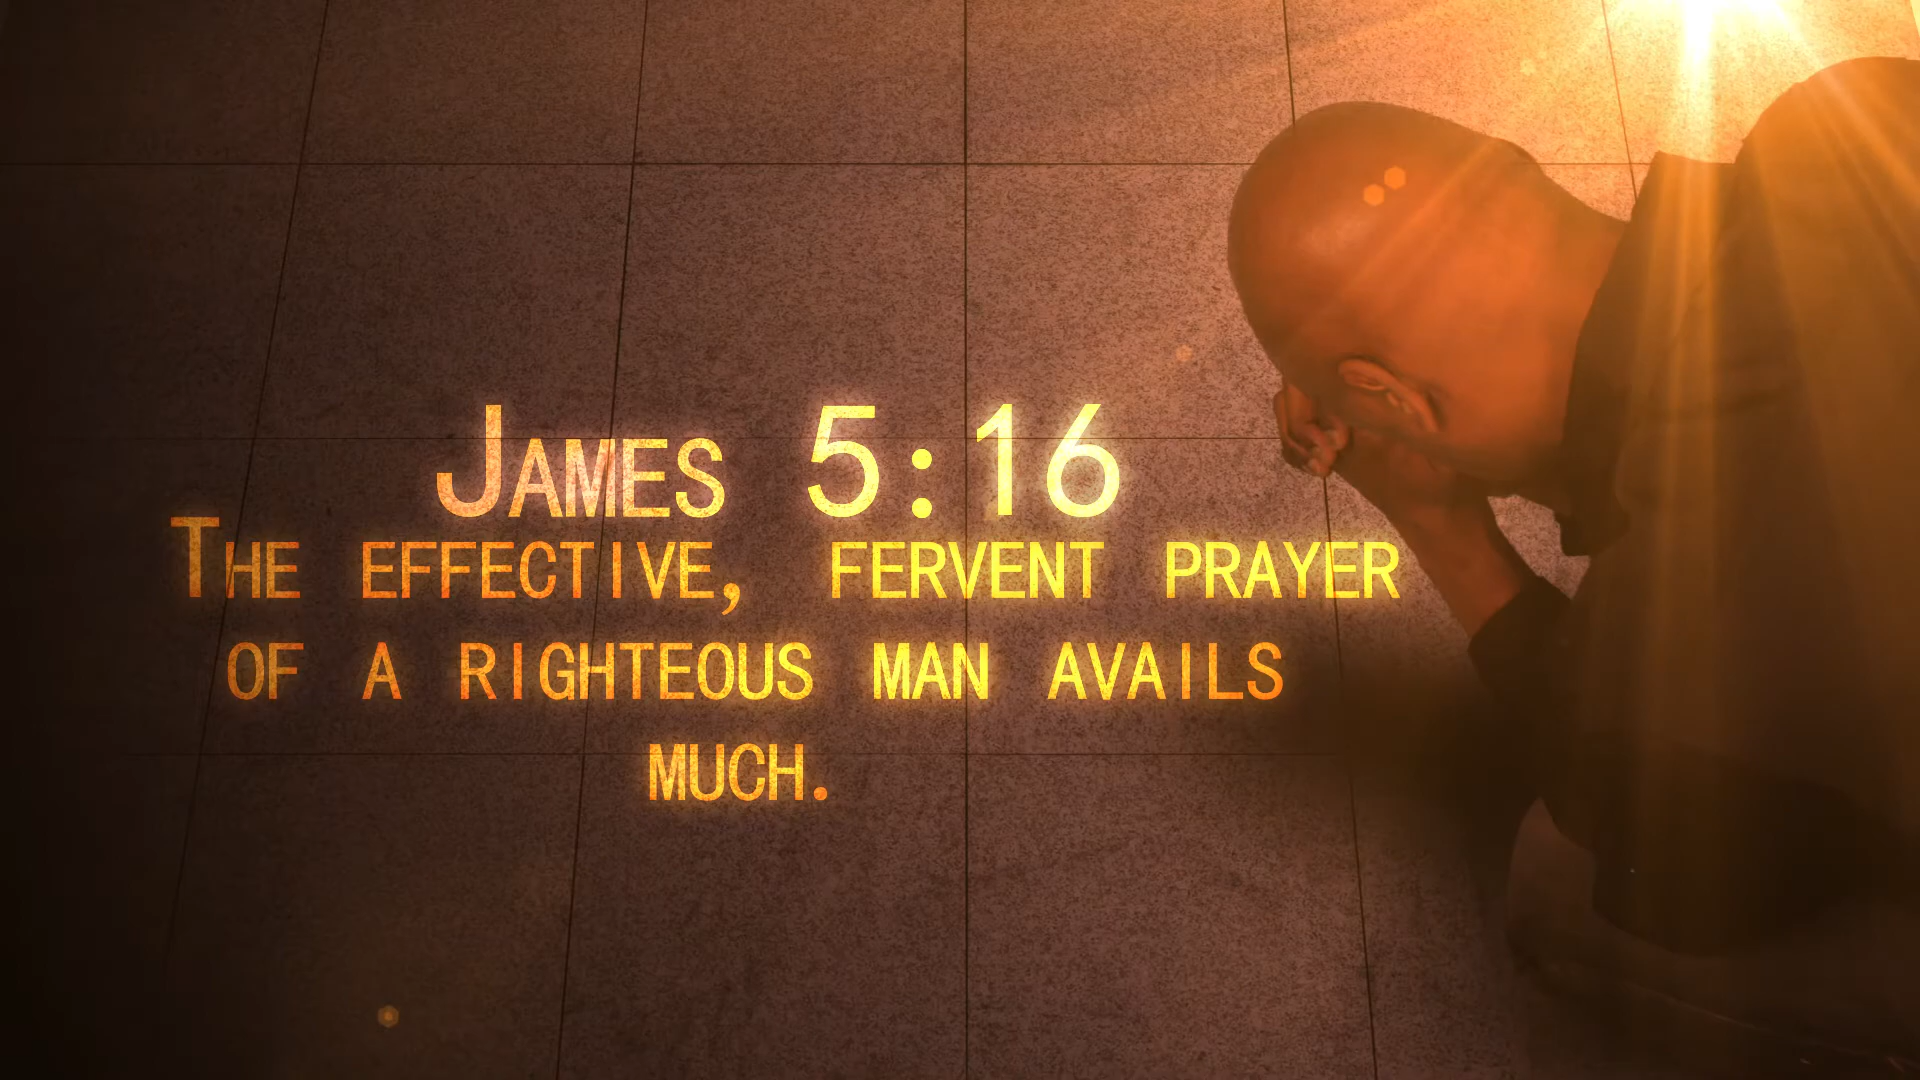 James 5:16
The effective, fervent prayer
of a righteous man avails
much.